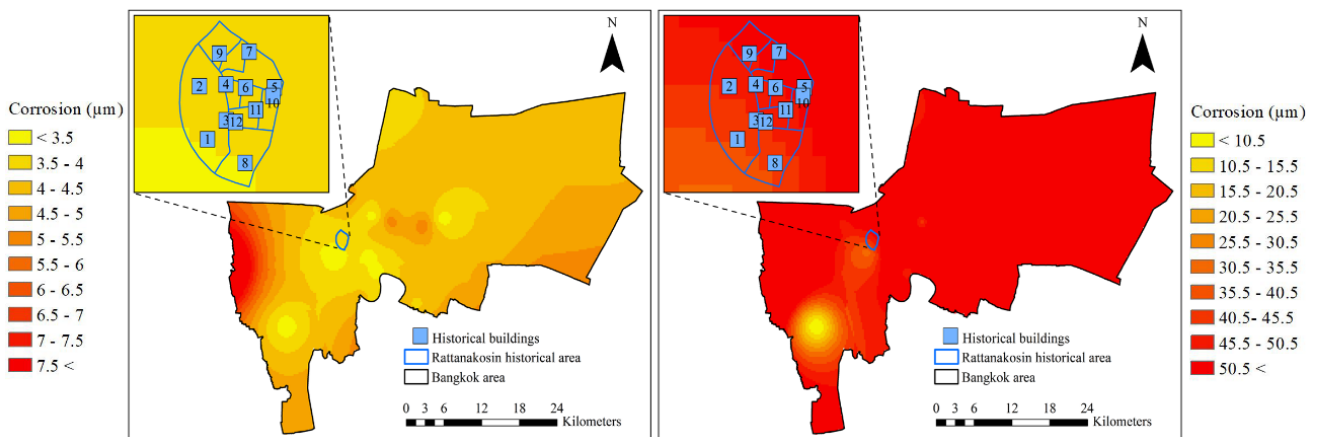 Corrosion (µm)
< 3.5
3.5 - 4
4 - 4.5
4.5 - 5
5 - 5.5
5.5 - 6
6 - 6.5
6.5 - 7
7 - 7.5
7.5 <
9
7
2
4
6
5
10
11
3
12
1
8
N
Historical buildings
Rattanakosin historical area
Bangkok area
0 3 6 12 18 24
Kilometers
9
7
2
4
6
5
10
11
3
12
1
8
N
Historical buildings
Rattanakosin historical area
Bangkok area
0 3 6 12 18 24
Kilometers
Corrosion (µm)
< 10.5
10.5 - 15.5
15.5 - 20.5
20.5 - 25.5
25.5 - 30.5
30.5 - 35.5
35.5 - 40.5
40.5 - 45.5
45.5 - 50.5
50.5 <